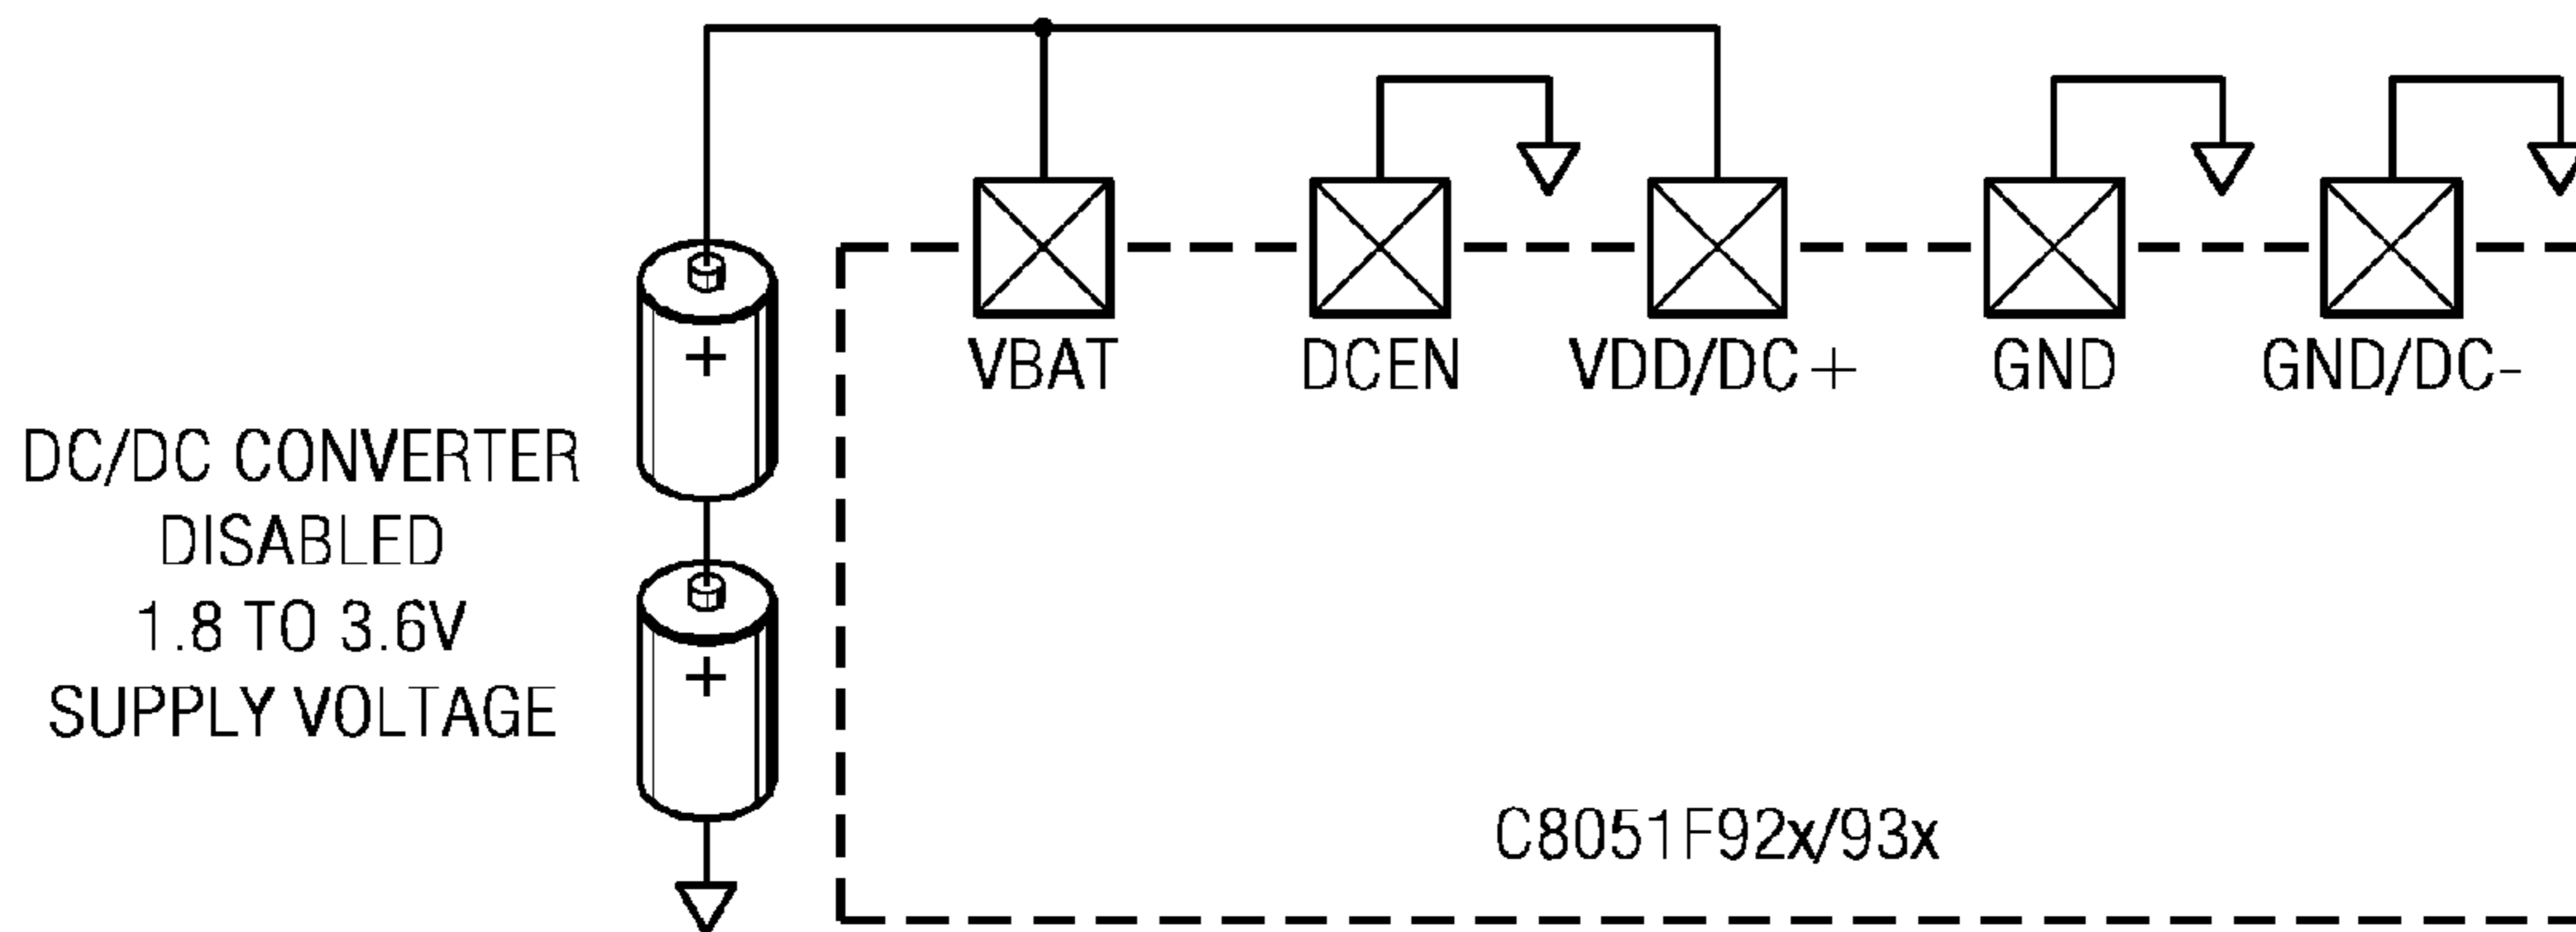 VBAT
DCEN
VDD/DC+
GND
GND/DC-
+
DC/DC CONVERTER
DISABLED
1.8 TO 3.6V
SUPPLY VOLTAGE
+
C8051F92x/93x